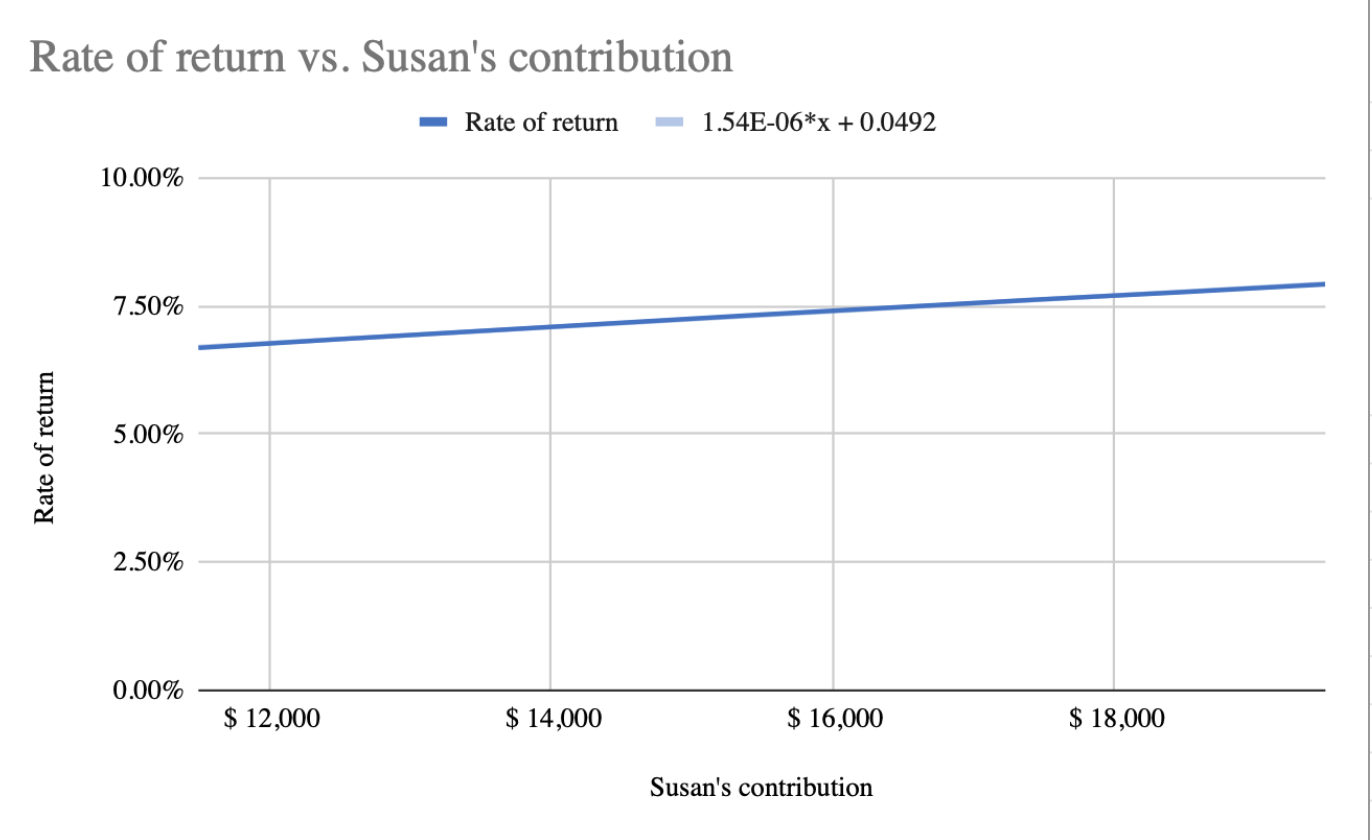 Rate of return vs. Susan's contribution
Rate of return 1.54E-06*x + 0.0492
10.00%
7.50%
5.00%
2.50%
0.00%
Rate of return
$ 12,000 $ 14,000 $ 16,000 $ 18,000
Susan's contribution